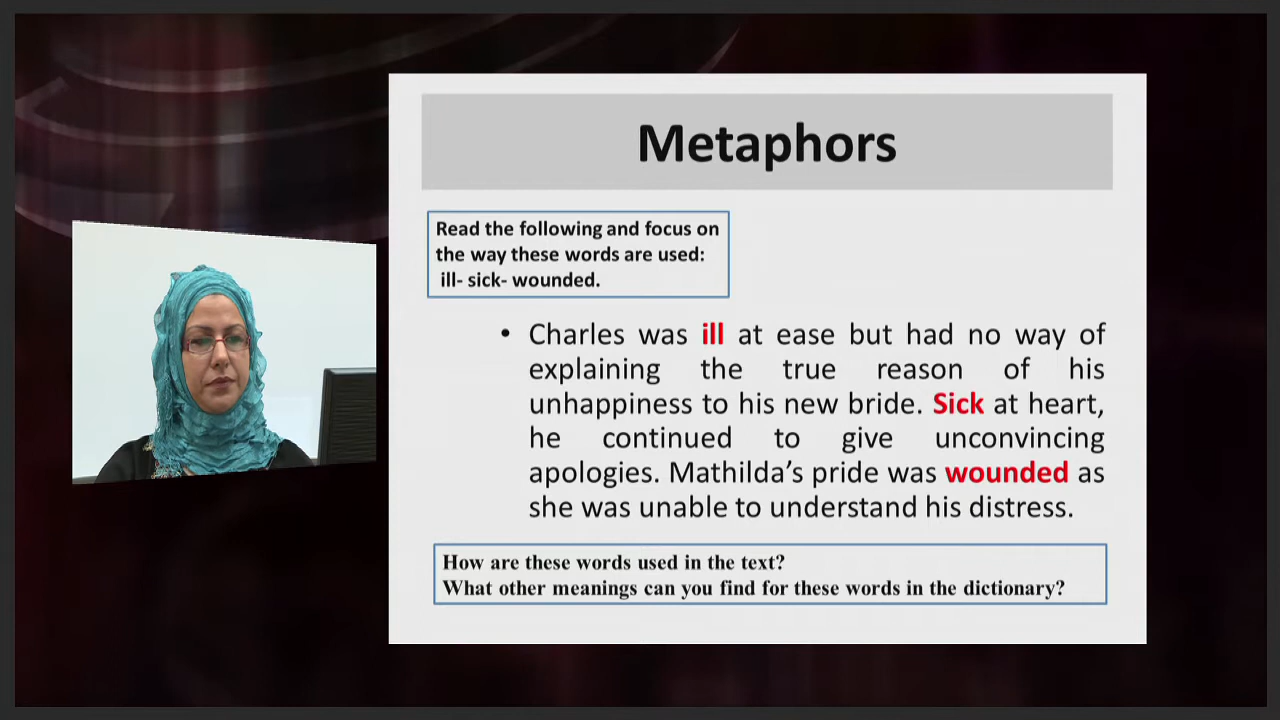 Metaphors
Read the following and focus on
the way these words are used:
ill- sick- wounded.
• Charles was ill at ease but had no way of
explaining the true reason of his
unhappiness to his new bride. Sick at heart,
he continued to give unconvincing
apologies. Mathilda’s pride was wounded as
she was unable to understand his distress.
How are these words used in the text?
What other meanings can you find for these words in the dictionary?